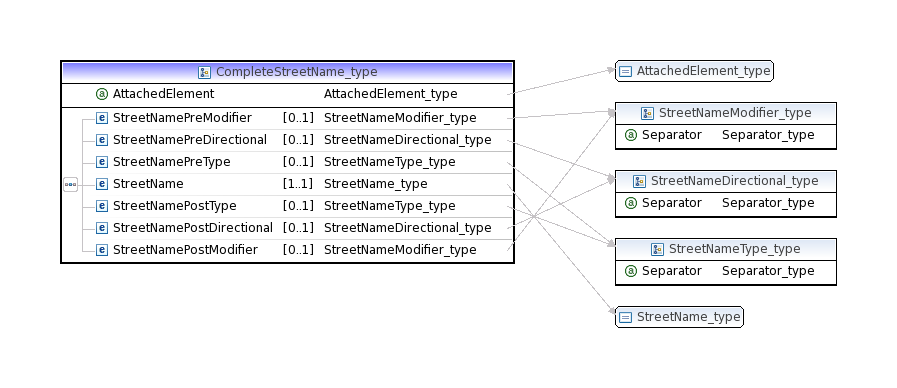 CompleteStreetName_type
a AttachedElement AttachedElement_type
e StreetNamePreModifier [0..1] StreetNameModifier_type
e StreetNamePreDirectional [0..1] StreetNameDirectional_type
e StreetNamePreType [0..1] StreetNameType_type
e StreetName [1..1] StreetName_type
e StreetNamePostType [0..1] StreetNameType_type
e StreetNamePostDirectional [0..1] StreetNameDirectional_type
e StreetNamePostModifier [0..1] StreetNameModifier_type
AttachedElement_type
StreetNameModifier_type
a Separator Separator_type
StreetNameDirectional_type
a Separator Separator_type
StreetNameType_type
a Separator Separator_type
StreetName_type